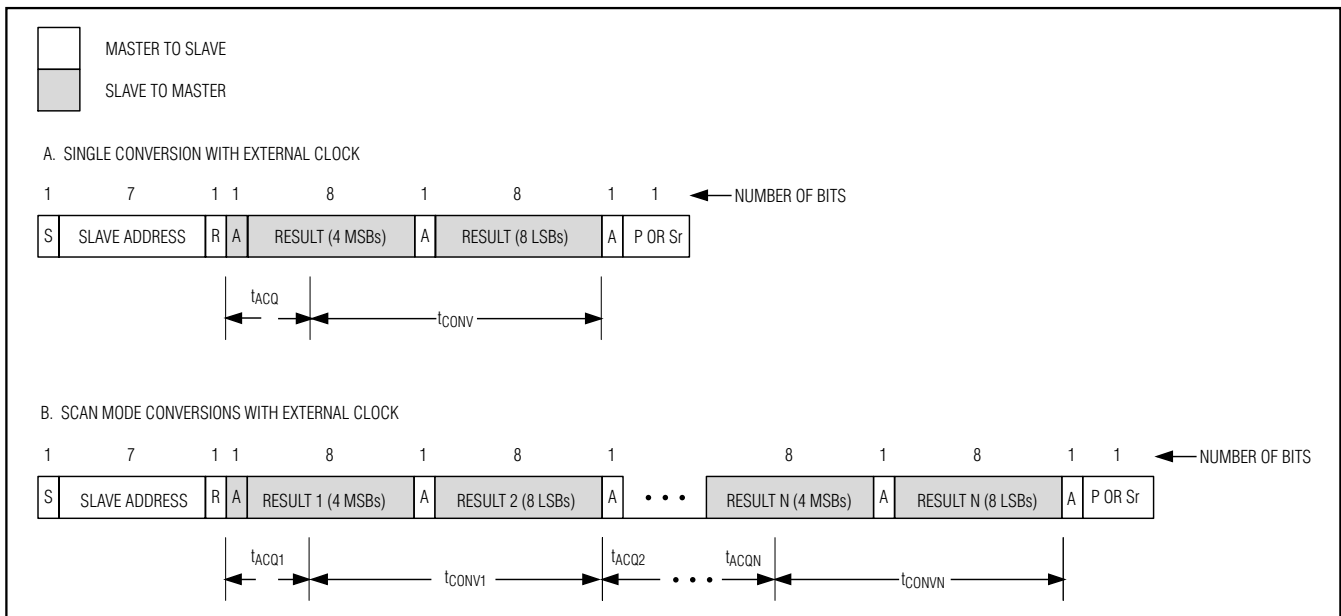 MASTER TO SLAVE
SLAVE TO MASTER
A. SINGLE CONVERSION WITH EXTERNAL CLOCK
1 7 1 1 8 1 8 1 1 NUMBER OF BITS
S SLAVE ADDRESS R A RESULT (4 MSBs) A RESULT (8 LSBs) A P OR Sr
tACQ
tCONV
B. SCAN MODE CONVERSIONS WITH EXTERNAL CLOCK
1 7 1 1 8 1 8 1 8 1 8 1 1 NUMBER OF BITS
S SLAVE ADDRESS R A RESULT 1 (4 MSBs) A RESULT 2 (8 LSBs) A • • • RESULT N (4 MSBs) A RESULT N (8 LSBs) A P OR Sr
tACQ1 tACQ2 tACQN
tCONV1 • • • tCONVN